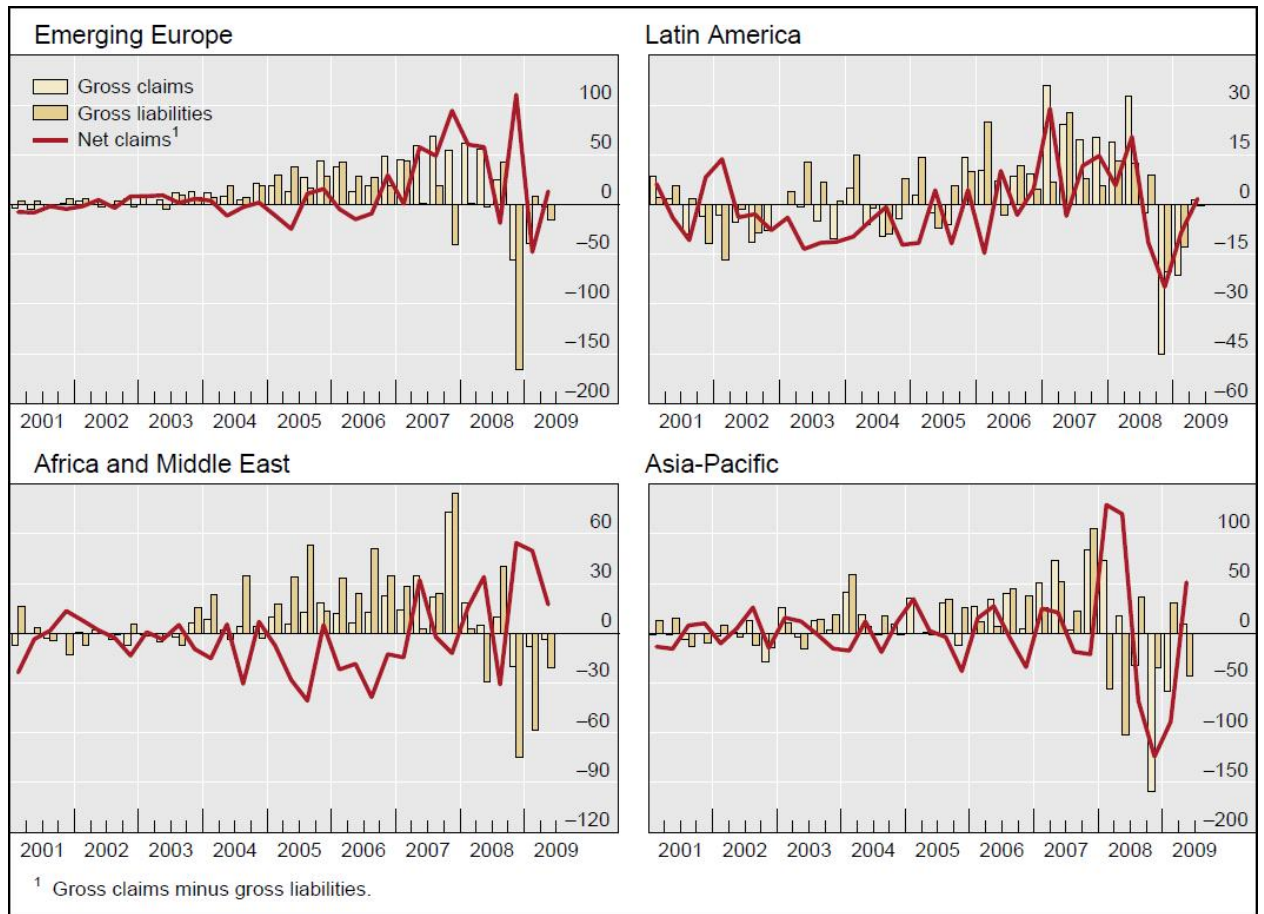 Emerging Europe
Gross claims
Gross liabilities
Net claims¹
100
50
0
–50
–100
–150
–200
2001 2002 2003 2004 2005 2006 2007 2008 2009
Latin America
30
15
0
–15
–30
–45
–60
2001 2002 2003 2004 2005 2006 2007 2008 2009
Africa and Middle East
60
30
0
–30
–60
–90
–120
2001 2002 2003 2004 2005 2006 2007 2008 2009
Asia-Pacific
100
50
0
–50
–100
–150
–200
2001 2002 2003 2004 2005 2006 2007 2008 2009
¹ Gross claims minus gross liabilities.